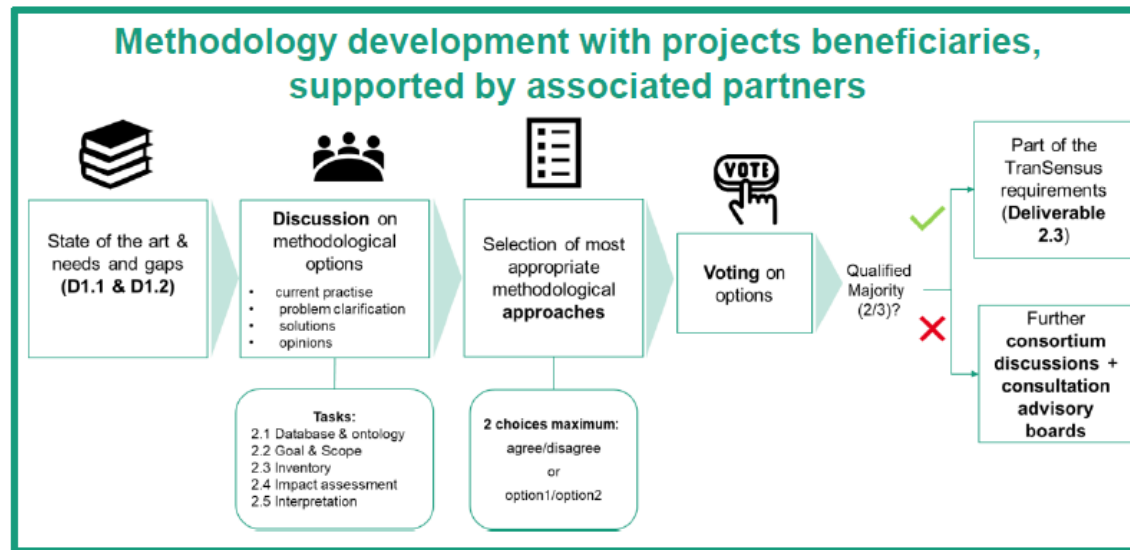 Methodology development with projects beneficiaries,
supported by associated partners
State of the art &
needs and gaps
(D1.1 & D1.2)
Discussion on
methodological
options
• current practise
• problem clarification
• solutions
• opinions
Tasks:
2.1 Database & ontology
2.2 Goal & Scope
2.3 Inventory
2.4 Impact assessment
2.5 Interpretation
Selection of most
appropriate
methodological
approaches
2 choices maximum:
agree/disagree
or
option1/option2
VOTE
Voting on
options
Qualified
Majority
(2/3)?
Part of the
TranSensus
requirements
(Deliverable
2.3)
Further
consortium
discussions +
consultation
advisory
boards